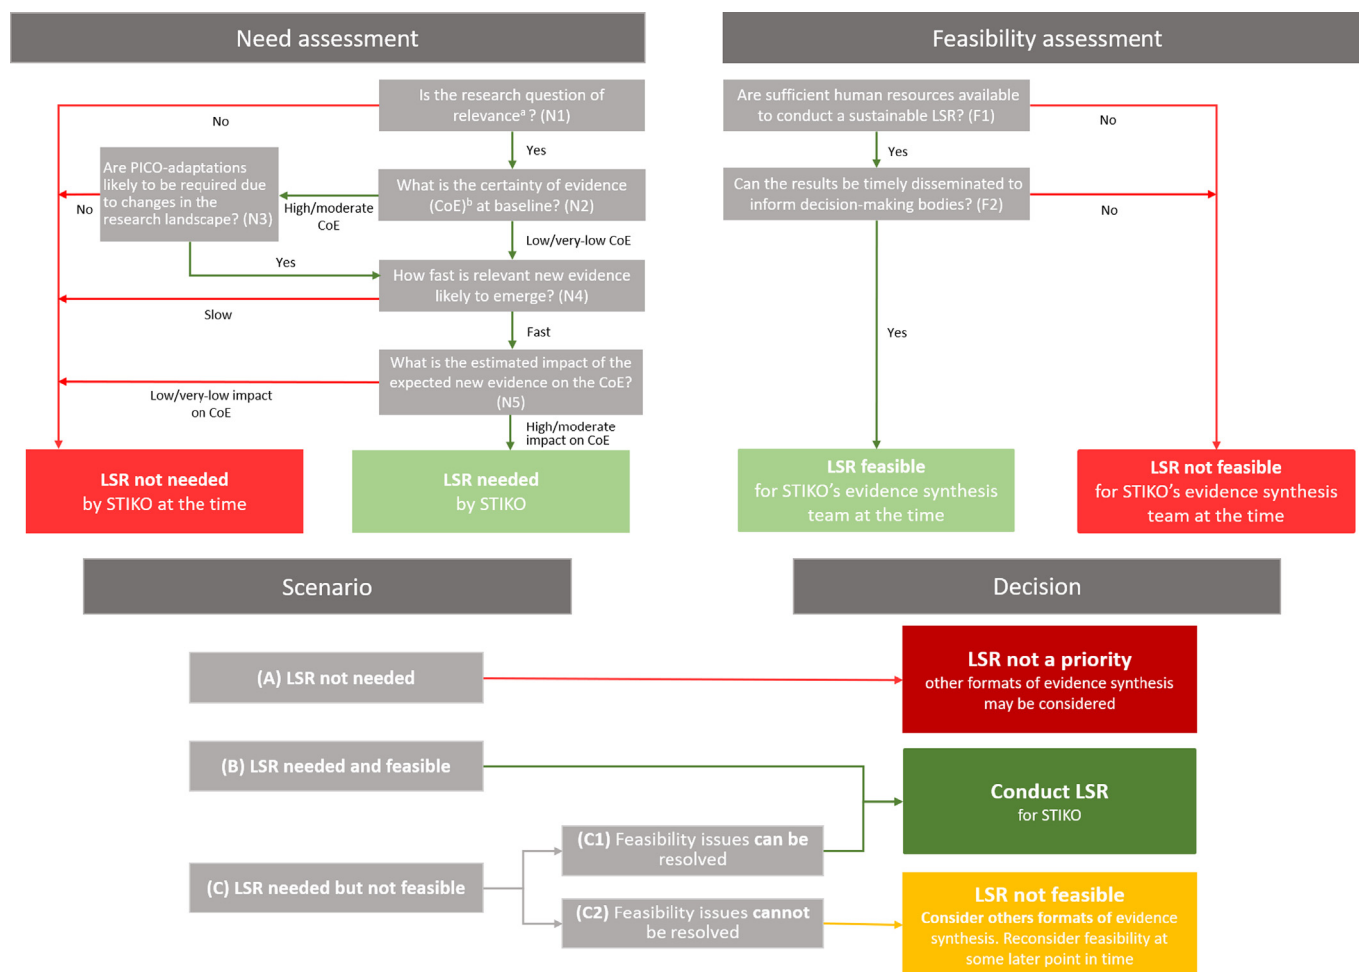 Need assessment
Is the research question of
relevanceᵃ ? (N1)
No
Yes
Are PICO-adaptations
likely to be required due
to changes in the
research landscape? (N3)
No
High/moderate
CoE
What is the certainty of evidence
(CoE)ᵇ at baseline? (N2)
Low/very-low CoE
Yes
How fast is relevant new evidence
likely to emerge? (N4)
Slow
Fast
What is the estimated impact of the
expected new evidence on the CoE?
(N5)
Low/very-low impact
on CoE
High/moderate
impact on CoE
LSR not needed
by STIKO at the time
LSR needed
by STIKO
Feasibility assessment
Are sufficient human resources available
to conduct a sustainable LSR? (F1)
No
Yes
Can the results be timely disseminated to
inform decision-making bodies? (F2)
No
Yes
LSR feasible
for STIKO’s evidence synthesis
team at the time
LSR not feasible
for STIKO’s evidence synthesis
team at the time
Scenario
Decision
(A) LSR not needed
LSR not a priority
other formats of evidence synthesis
may be considered
(B) LSR needed and feasible
Conduct LSR
for STIKO
(C) LSR needed but not feasible
(C1) Feasibility issues can be
resolved
(C2) Feasibility issues cannot
be resolved
LSR not feasible
Consider others formats of evidence
synthesis. Reconsider feasibility at
some later point in time